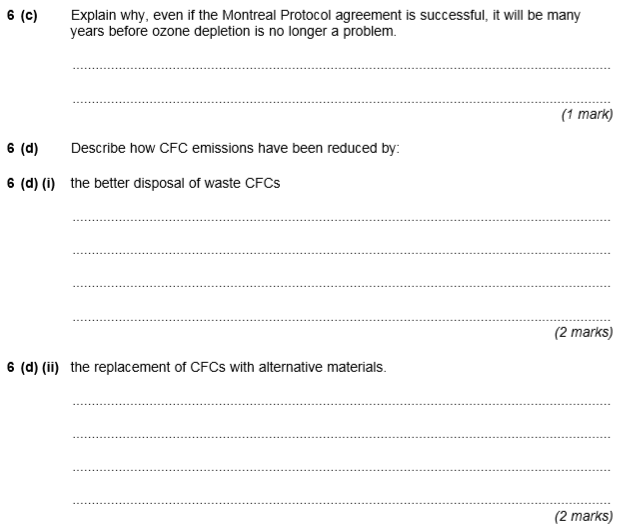 6 (c) Explain why, even if the Montreal Protocol agreement is successful, it will be many
years before ozone depletion is no longer a problem.
(1 mark)
6 (d) Describe how CFC emissions have been reduced by:
6 (d) (i) the better disposal of waste CFCs
(2 marks)
6 (d) (ii) the replacement of CFCs with alternative materials.
(2 marks)